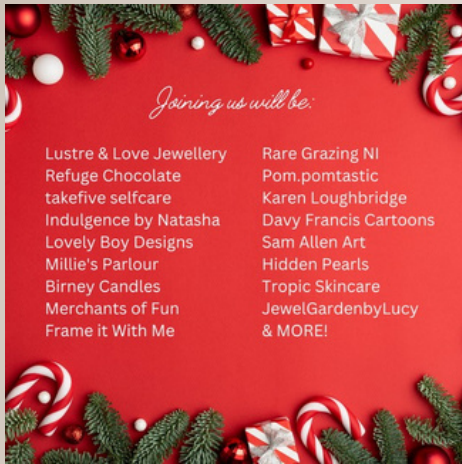 Joining us will be:
Lustre & Love Jewellery
Refuge Chocolate
takefive selfcare
Indulgence by Natasha
Lovely Boy Designs
Millie's Parlour
Birney Candles
Merchants of Fun
Frame it With Me
Rare Grazing NI
Pom.pomtastic
Karen Loughbridge
Davy Francis Cartoons
Sam Allen Art
Hidden Pearls
Tropic Skincare
JewelGardenbyLucy
& MORE!